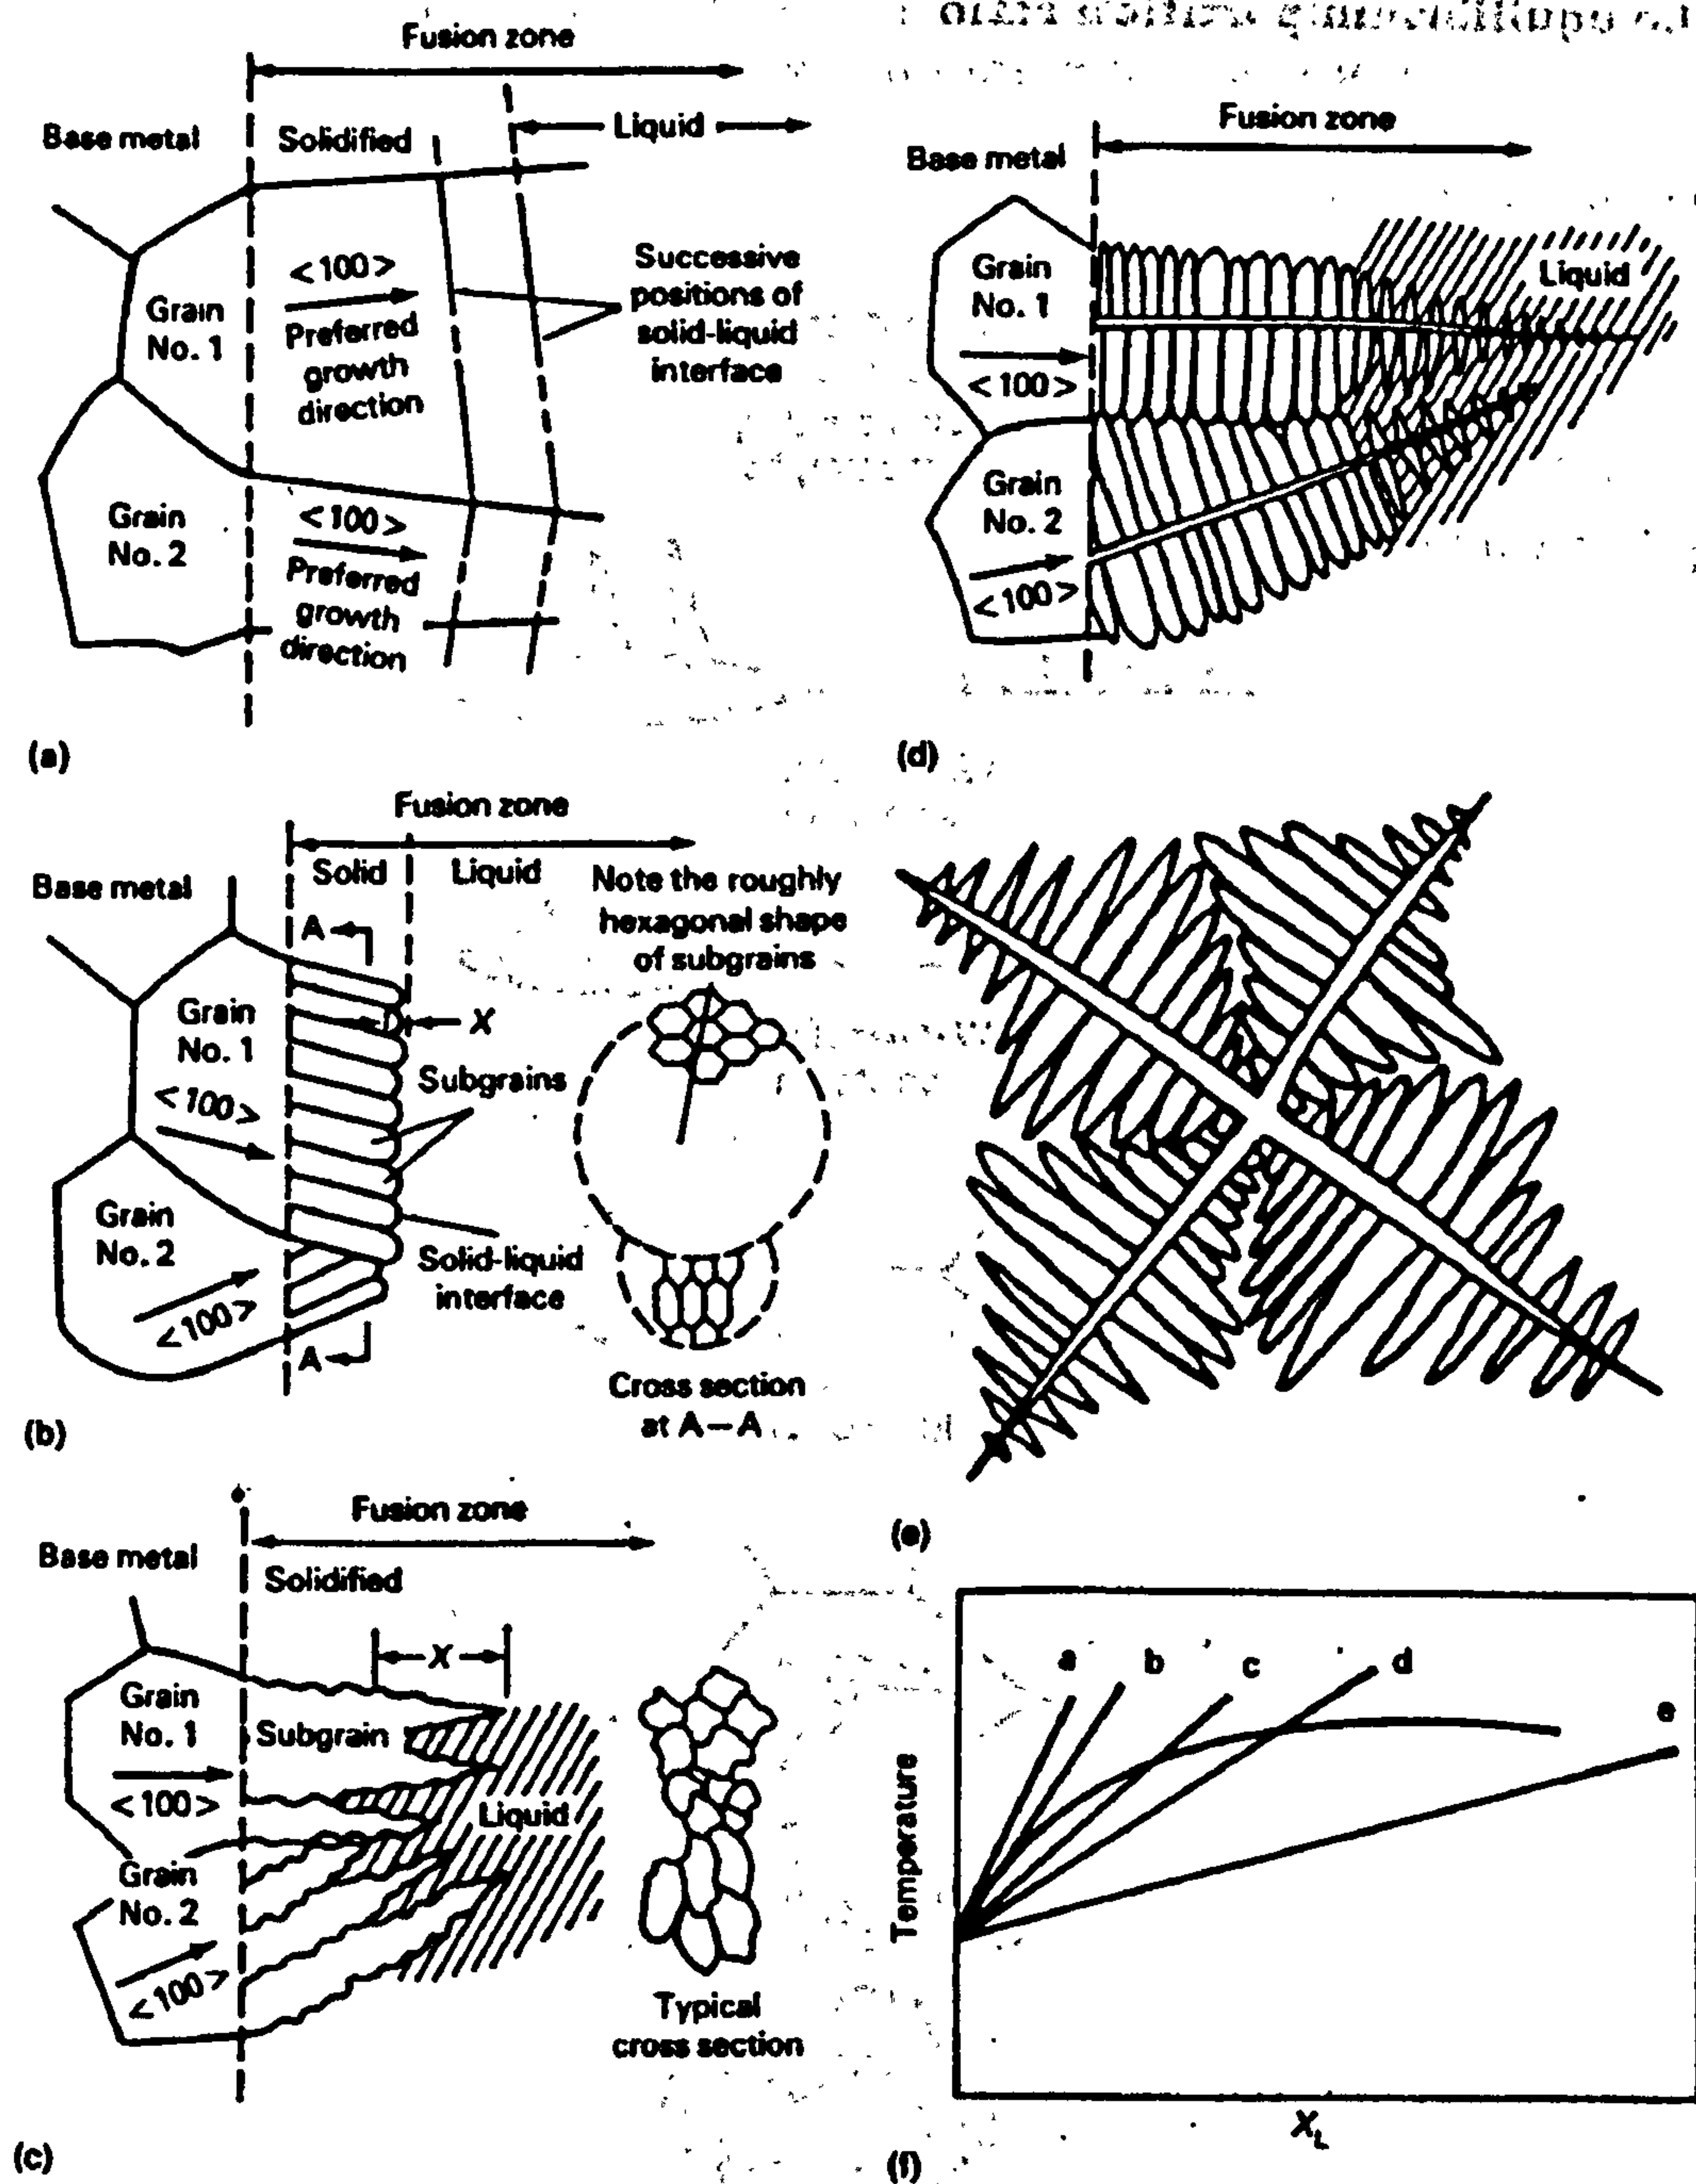 Fusion zone
Base metal
Solidified
Liquid
<100>
Preferred
growth
direction
Successive
positions of
solid-liquid
interface
Grain
No. 1
Grain
No. 2
<100>
Preferred
growth
direction
(a)
Fusion zone
Base metal
Grain
No. 1
<100>
Liquid
Grain
No. 2
<100>
(d)
Fusion zone
Base metal
Solid
Liquid
Note the roughly
hexagonal shape
of subgrains
A
Grain
No. 1
<100>
X
Subgrains
Grain
No. 2
<100>
Solid-liquid
interface
A
Cross section
at A—A
(b)
(e)
Fusion zone
Base metal
Solidified
X
Grain
No. 1
<100>
Subgrain
Liquid
Grain
No. 2
<100>
Typical
cross section
(c)
a b c d e
Temperature
XL
(f)